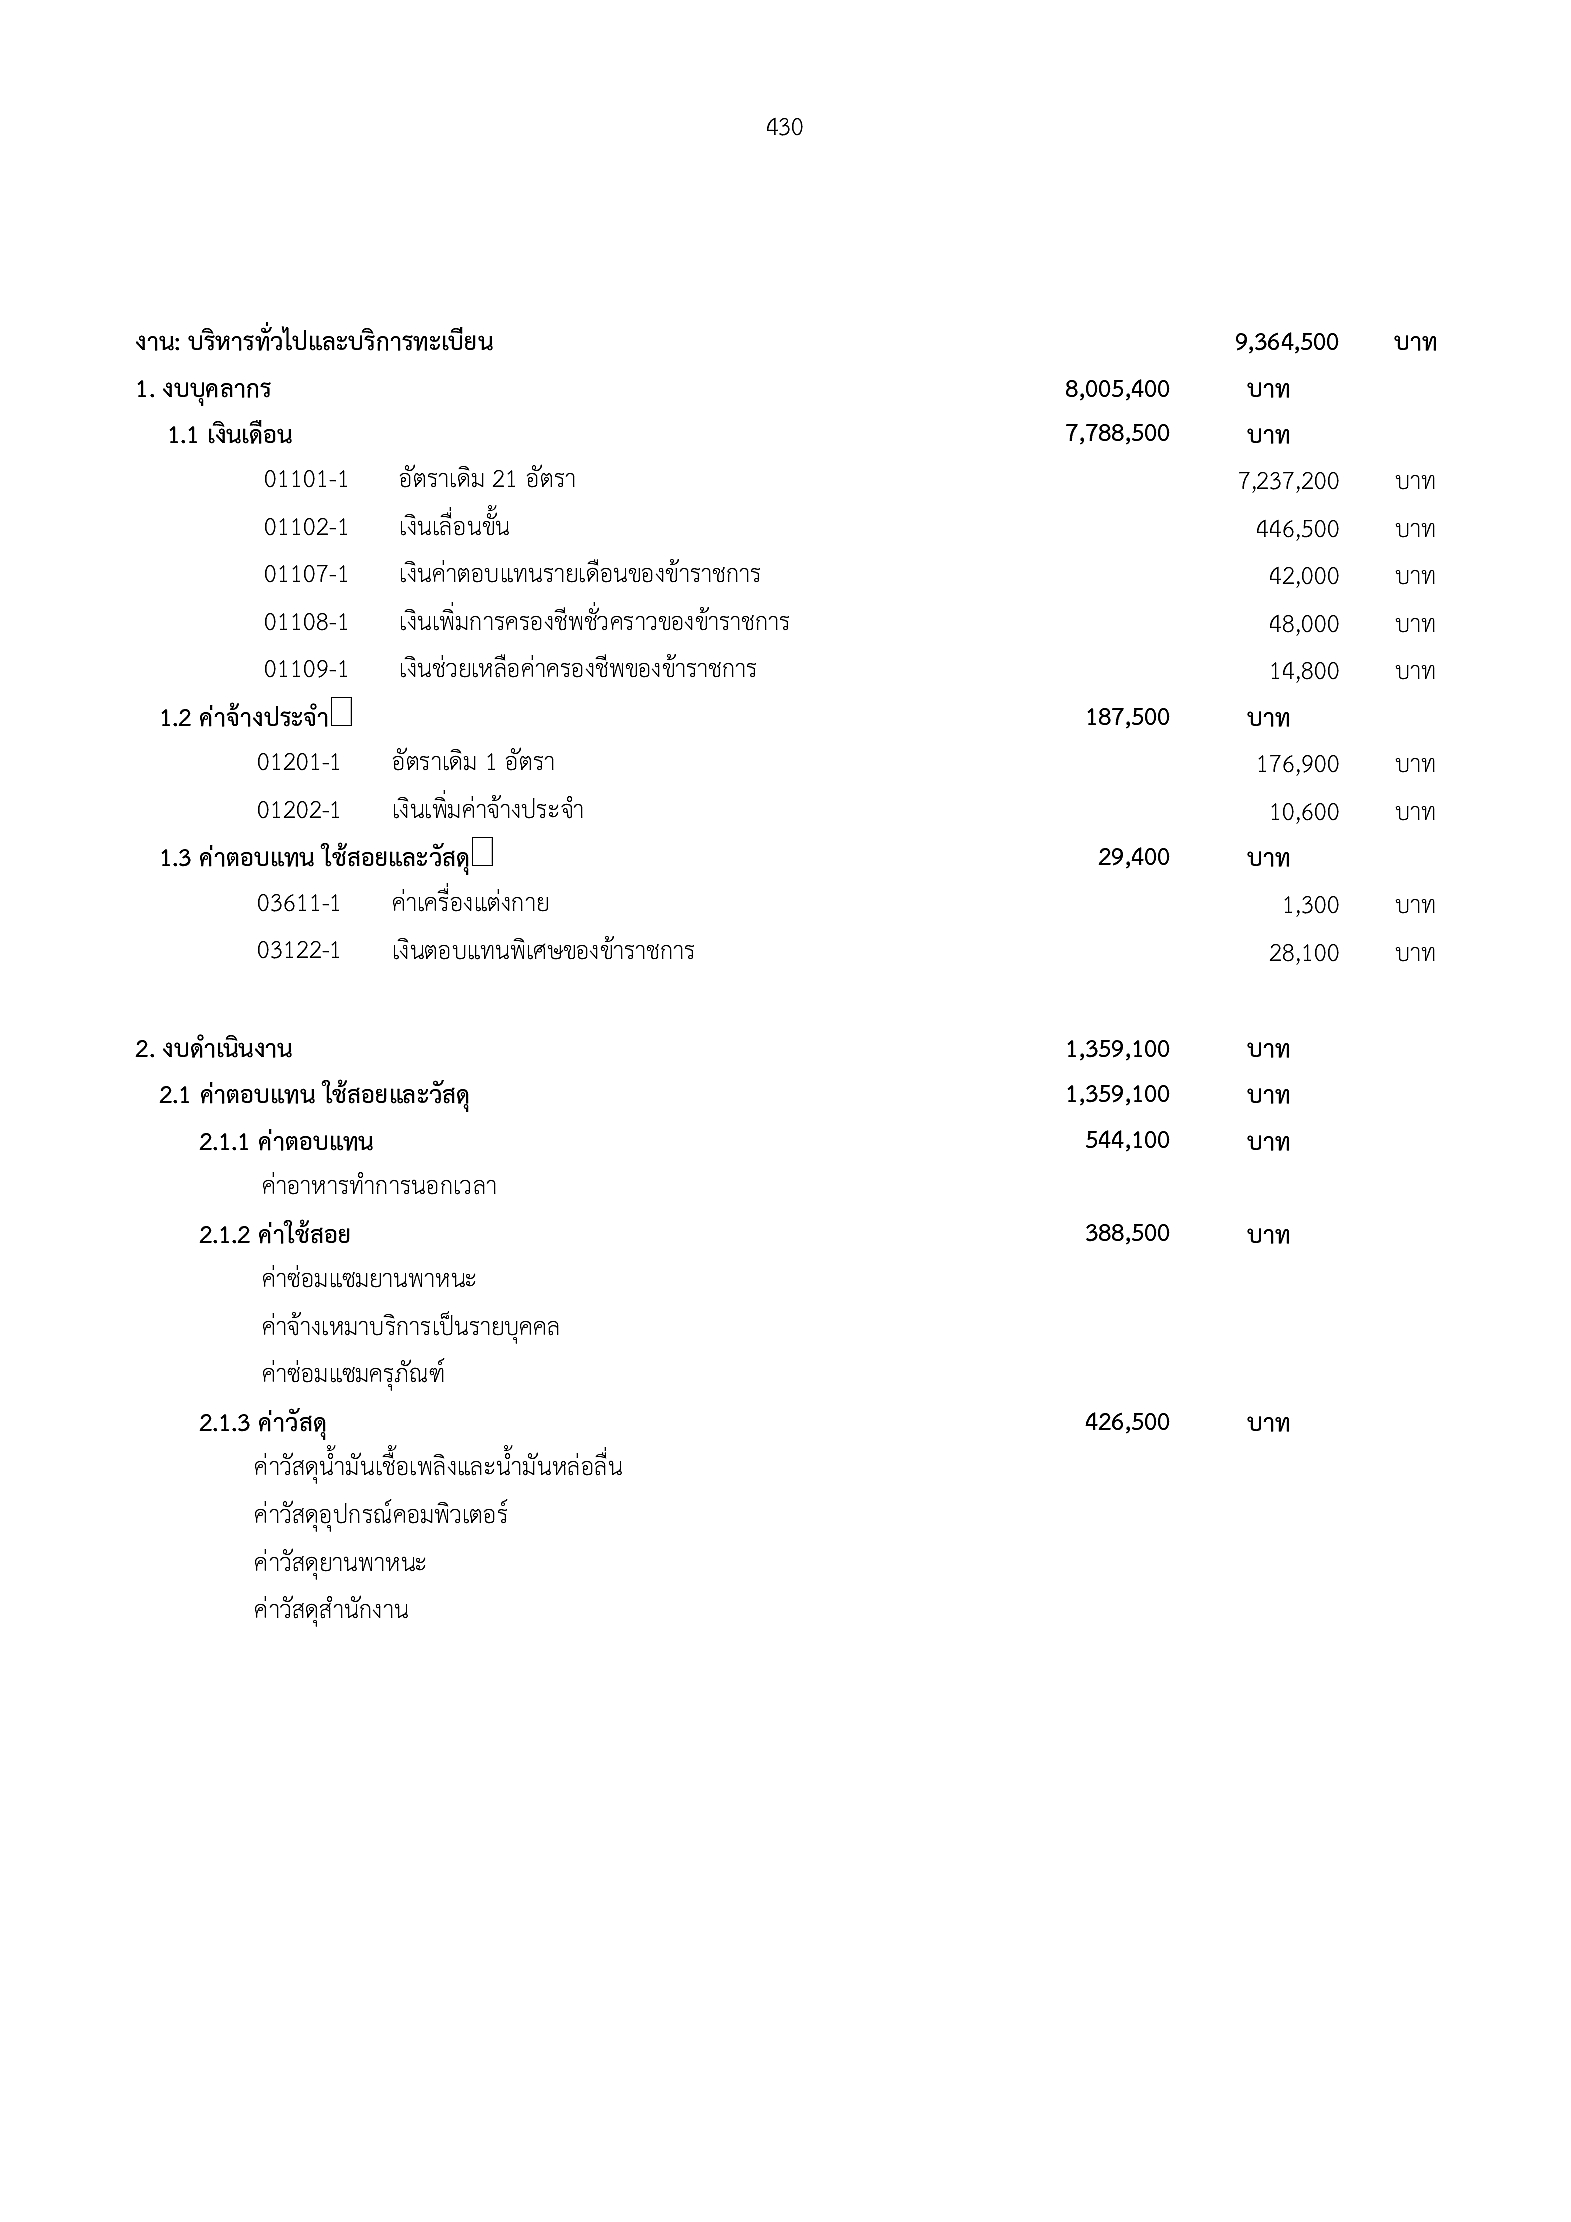 430
งาน: บริหารทั่วไปและบริการทะเบียน 9,364,500 บาท
1. งบบุคลากร 8,005,400 บาท
1.1 เงินเดือน 7,788,500 บาท
01101-1 อัตราเดิม 21 อัตรา 7,237,200 บาท
01102-1 เงินเลื่อนขั้น 446,500 บาท
01107-1 เงินค่าตอบแทนรายเดือนของข้าราชการ 42,000 บาท
01108-1 เงินเพิ่มการครองชีพชั่วคราวของข้าราชการ 48,000 บาท
01109-1 เงินช่วยเหลือค่าครองชีพของข้าราชการ 14,800 บาท
1.2 ค่าจ้างประจำ 187,500 บาท
01201-1 อัตราเดิม 1 อัตรา 176,900 บาท
01202-1 เงินเพิ่มค่าจ้างประจำ 10,600 บาท
1.3 ค่าตอบแทน ใช้สอยและวัสดุ 29,400 บาท
03611-1 ค่าเครื่องแต่งกาย 1,300 บาท
03122-1 เงินตอบแทนพิเศษของข้าราชการ 28,100 บาท
2. งบดำเนินงาน 1,359,100 บาท
2.1 ค่าตอบแทน ใช้สอยและวัสดุ 1,359,100 บาท
2.1.1 ค่าตอบแทน 544,100 บาท
ค่าอาหารทำการนอกเวลา
2.1.2 ค่าใช้สอย 388,500 บาท
ค่าซ่อมแซมยานพาหนะ
ค่าจ้างเหมาบริการเป็นรายบุคคล
ค่าซ่อมแซมครุภัณฑ์
2.1.3 ค่าวัสดุ 426,500 บาท
ค่าวัสดุน้ำมันเชื้อเพลิงและน้ำมันหล่อลื่น
ค่าวัสดุอุปกรณ์คอมพิวเตอร์
ค่าวัสดุยานพาหนะ
ค่าวัสดุสำนักงาน